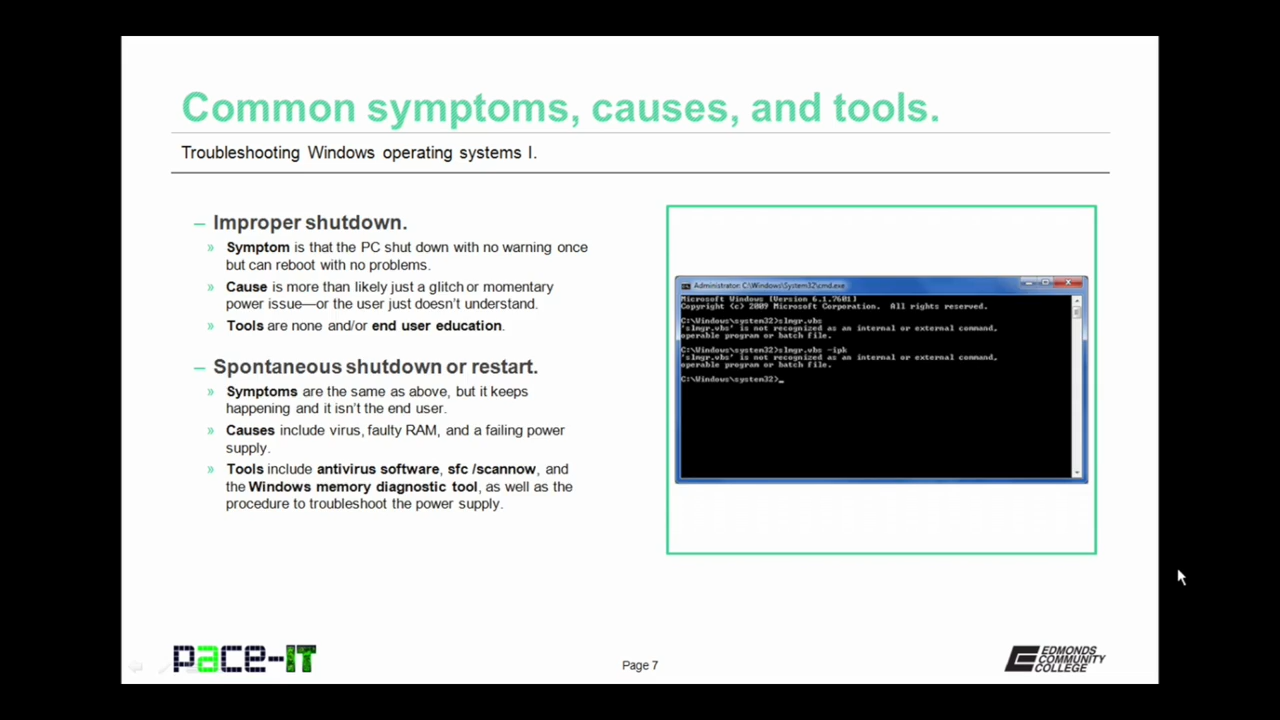 Common symptoms, causes, and tools.
Troubleshooting Windows operating systems I.
– Improper shutdown.
» Symptom is that the PC shut down with no warning once
but can reboot with no problems.
» Cause is more than likely just a glitch or momentary
power issue—or the user just doesn't understand.
» Tools are none and/or end user education.
– Spontaneous shutdown or restart.
» Symptoms are the same as above, but it keeps
happening and it isn't the end user.
» Causes include virus, faulty RAM, and a failing power
supply.
» Tools include antivirus software, sfc /scannow, and
the Windows memory diagnostic tool, as well as the
procedure to troubleshoot the power supply.
Administrator: C:\Windows\System32\cmd.exe
Microsoft Windows [Version 6.1.7601]
Copyright (c) 2009 Microsoft Corporation.  All rights reserved.
C:\Windows\system32>slmgr.vbs
'slmgr.vbs' is not recognized as an internal or external command,
operable program or batch file.
C:\Windows\system32>slmgr.vbs -ipk
'slmgr.vbs' is not recognized as an internal or external command,
operable program or batch file.
C:\Windows\system32>_
pace-IT
Page 7
EDMONDS
COMMUNITY
COLLEGE